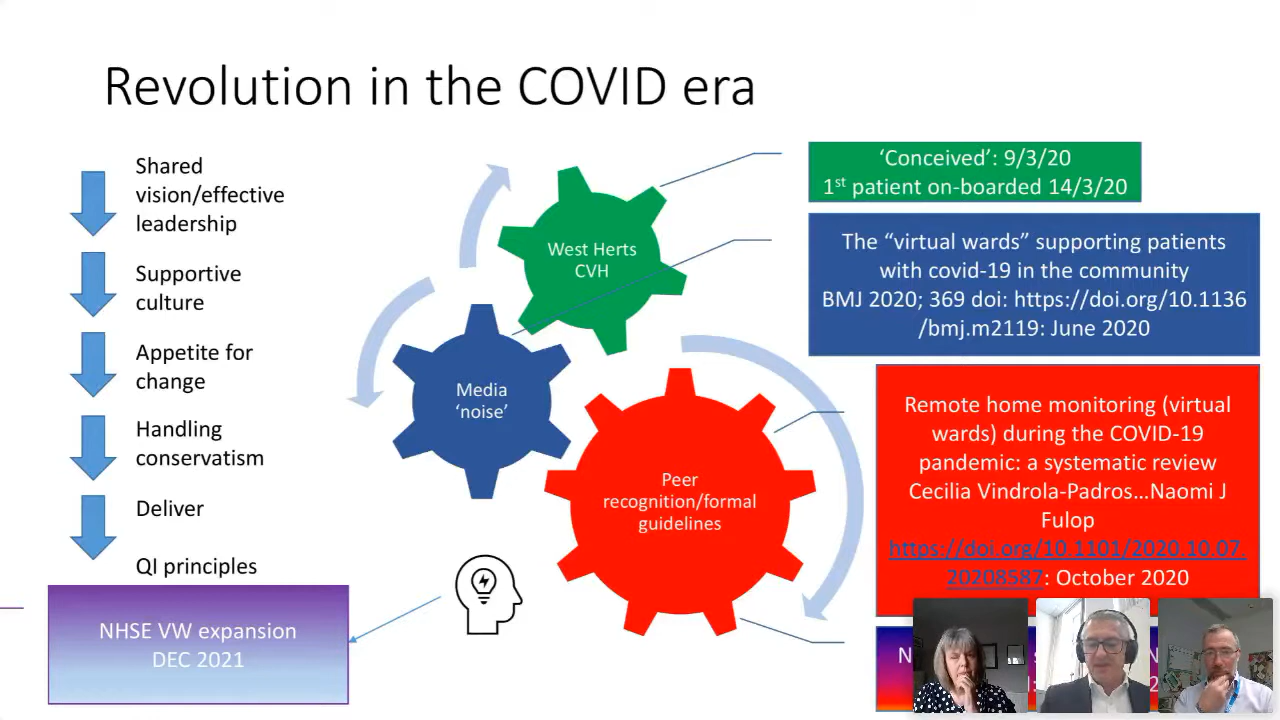 Revolution in the COVID era
Shared
vision/effective
leadership
Supportive
culture
Appetite for
change
Handling
conservatism
Deliver
QI principles
NHSE VW expansion
DEC 2021
West Herts
CVH
Media
‘noise’
Peer
recognition/formal
guidelines
‘Conceived’: 9/3/20
1st patient on-boarded 14/3/20
The “virtual wards” supporting patients
with covid-19 in the community
BMJ 2020; 369 doi: https://doi.org/10.1136
/bmj.m2119: June 2020
Remote home monitoring (virtual
wards) during the COVID-19
pandemic: a systematic review
Cecilia Vindrola-Padros…Naomi J
Fulop
https://doi.org/10.1101/2020.10.07.
20208587: October 2020